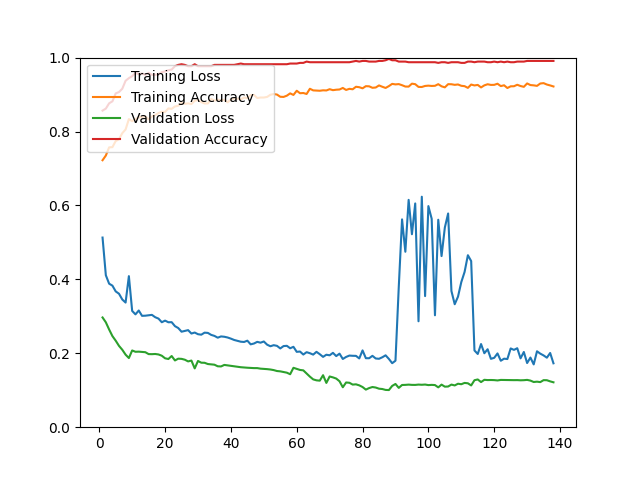 1.0
0.8
0.6
0.4
0.2
0.0
Training Loss
Training Accuracy
Validation Loss
Validation Accuracy
0 20 40 60 80 100 120 140